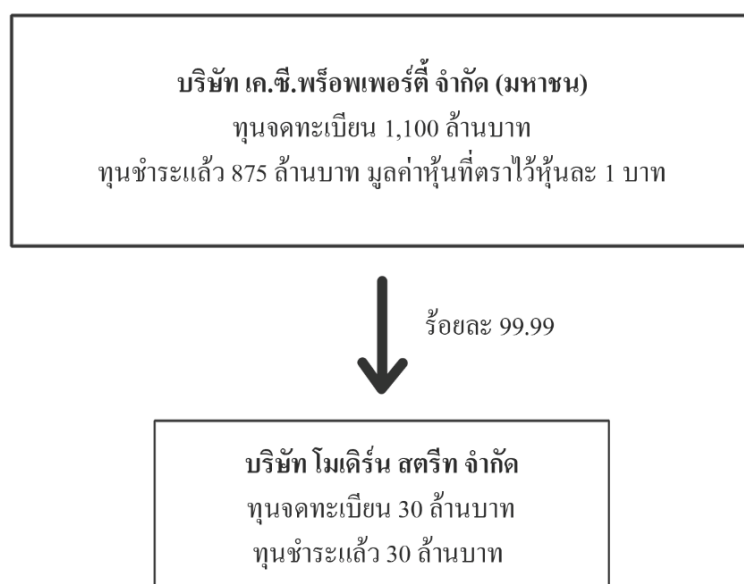 บริษัท เค.ซี.พร็อพเพอร์ตี้ จำกัด (มหาชน)
ทุนจดทะเบียน 1,100 ล้านบาท
ทุนชำระแล้ว 875 ล้านบาท มูลค่าหุ้นที่ตราไว้หุ้นละ 1 บาท
ร้อยละ 99.99
บริษัท โมเดิร์น สตรีท จำกัด
ทุนจดทะเบียน 30 ล้านบาท
ทุนชำระแล้ว 30 ล้านบาท